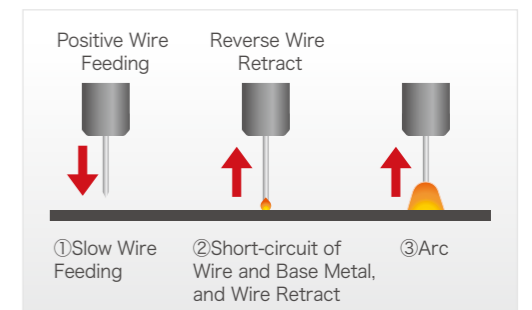 Positive Wire
Feeding
Reverse Wire
Retract
①Slow Wire
Feeding
②Short-circuit of
Wire and Base Metal,
and Wire Retract
③Arc